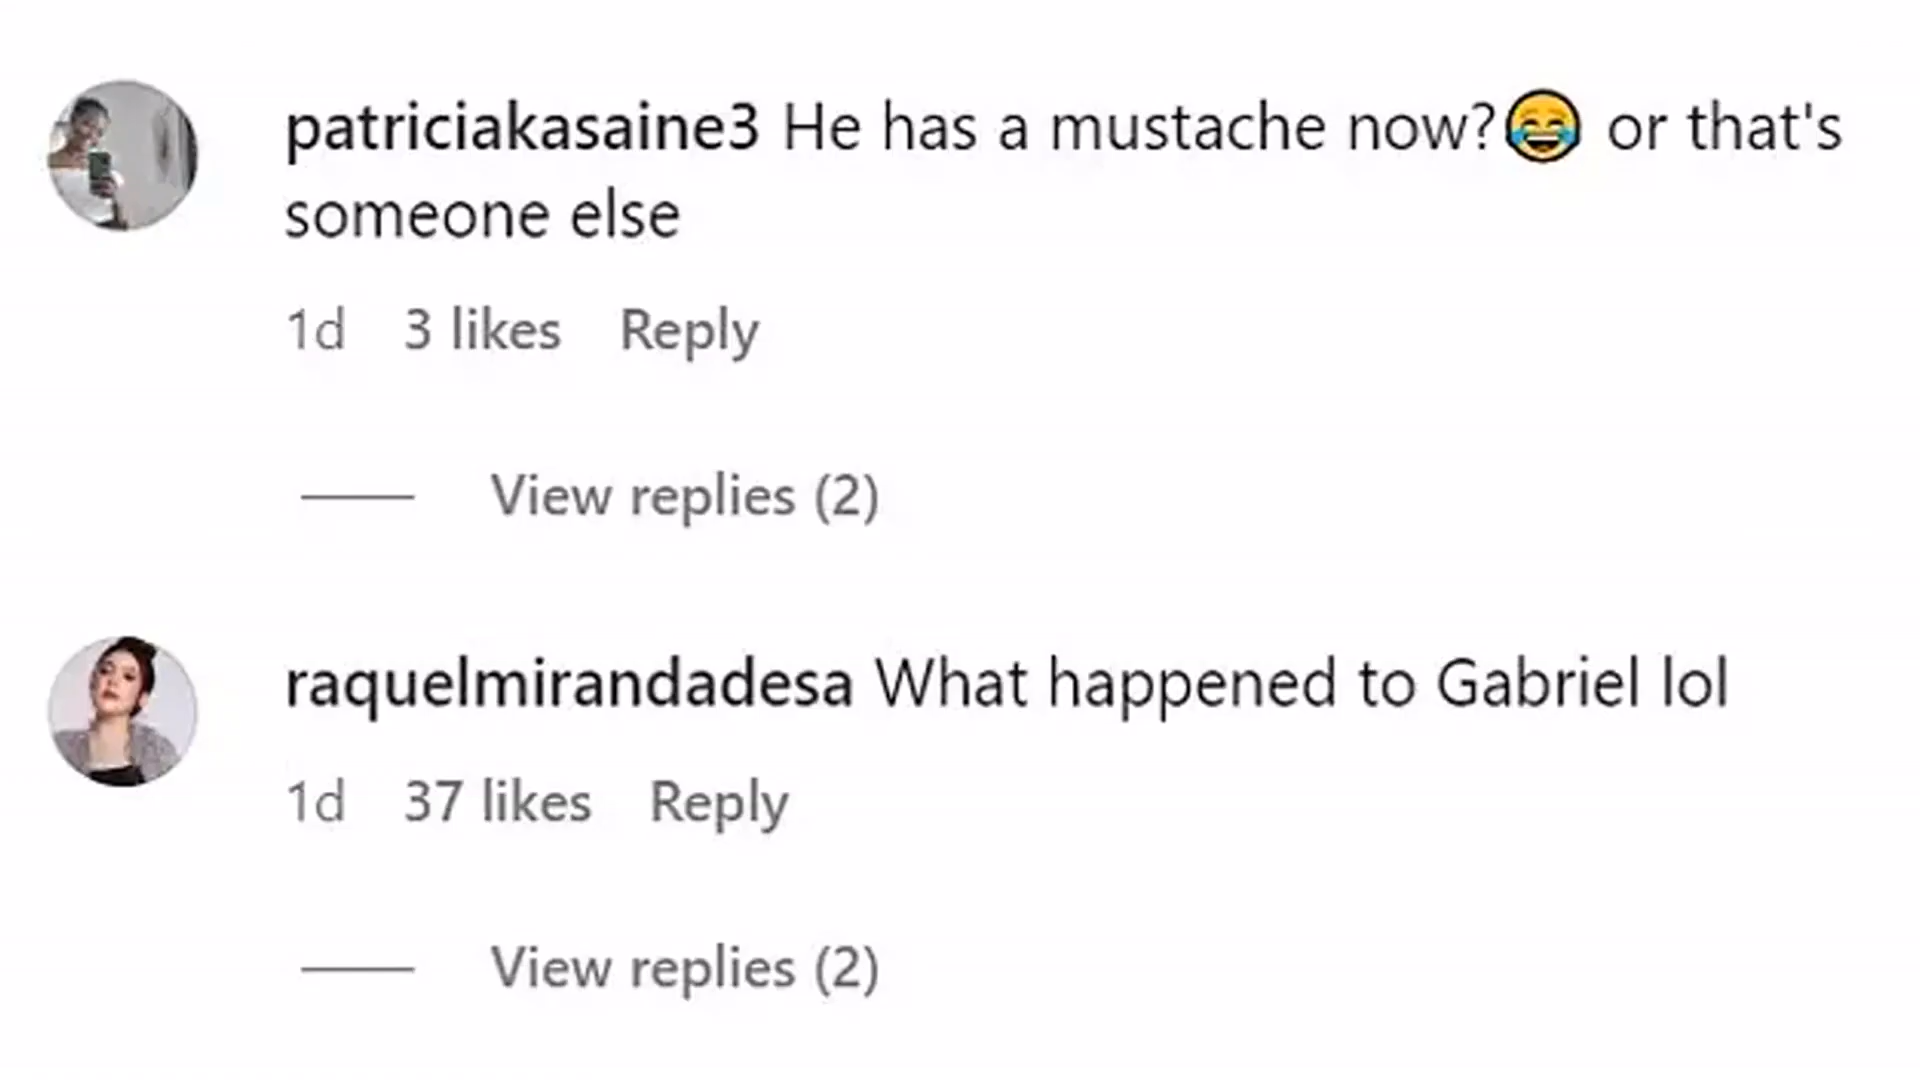 patriciakasaine3 He has a mustache now?😂 or that's
someone else
1d 3 likes Reply
View replies (2)
raquelmirandadesa What happened to Gabriel lol
1d 37 likes Reply
View replies (2)